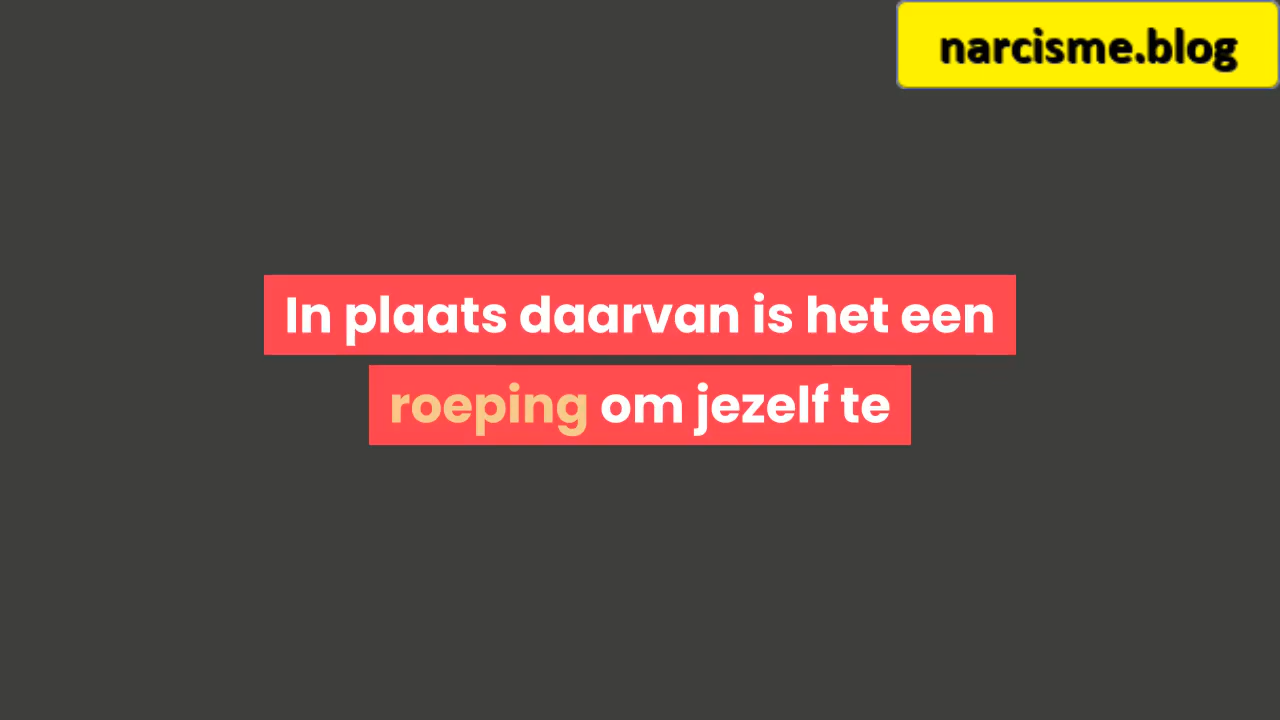 narcisme.blog
In plaats daarvan is het een
roeping om jezelf te